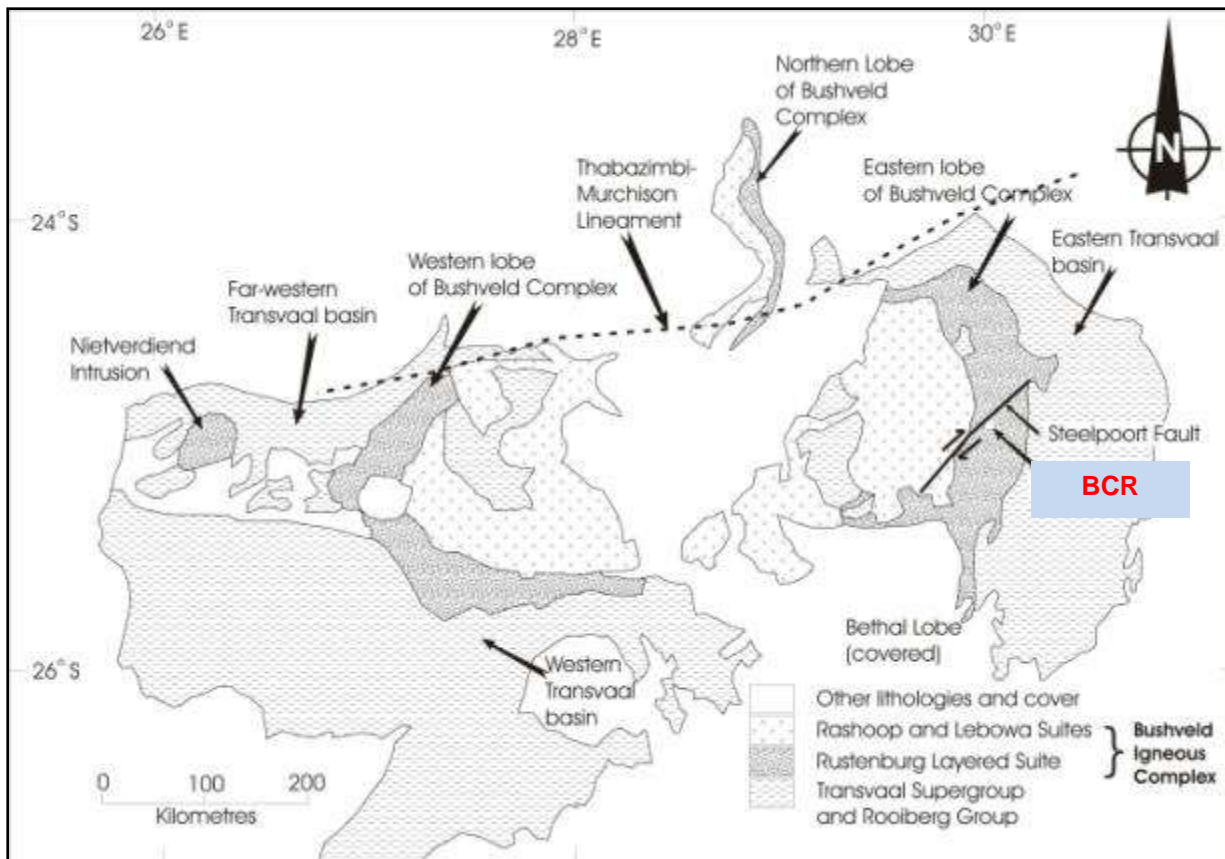 26°E
28°E
30°E
Northern Lobe
of Bushveld
Complex
N
Thabazimbi-
Murchison
Lineament
Eastern lobe
of Bushveld Complex
24°S
Eastern Transvaal
basin
Western lobe
of Bushveld Complex
Far-western
Transvaal basin
Nietverdiend
Intrusion
Steelpoort Fault
BCR
Bethal Lobe
(covered)
26°S
Western
Transvaal
basin
Other lithologies and cover
Rashoop and Lebowa Suites
Rustenburg Layered Suite
Bushveld
Igneous
Complex
Transvaal Supergroup
and Rooiberg Group
0 100 200
Kilometres
26°E
28°E
30°E